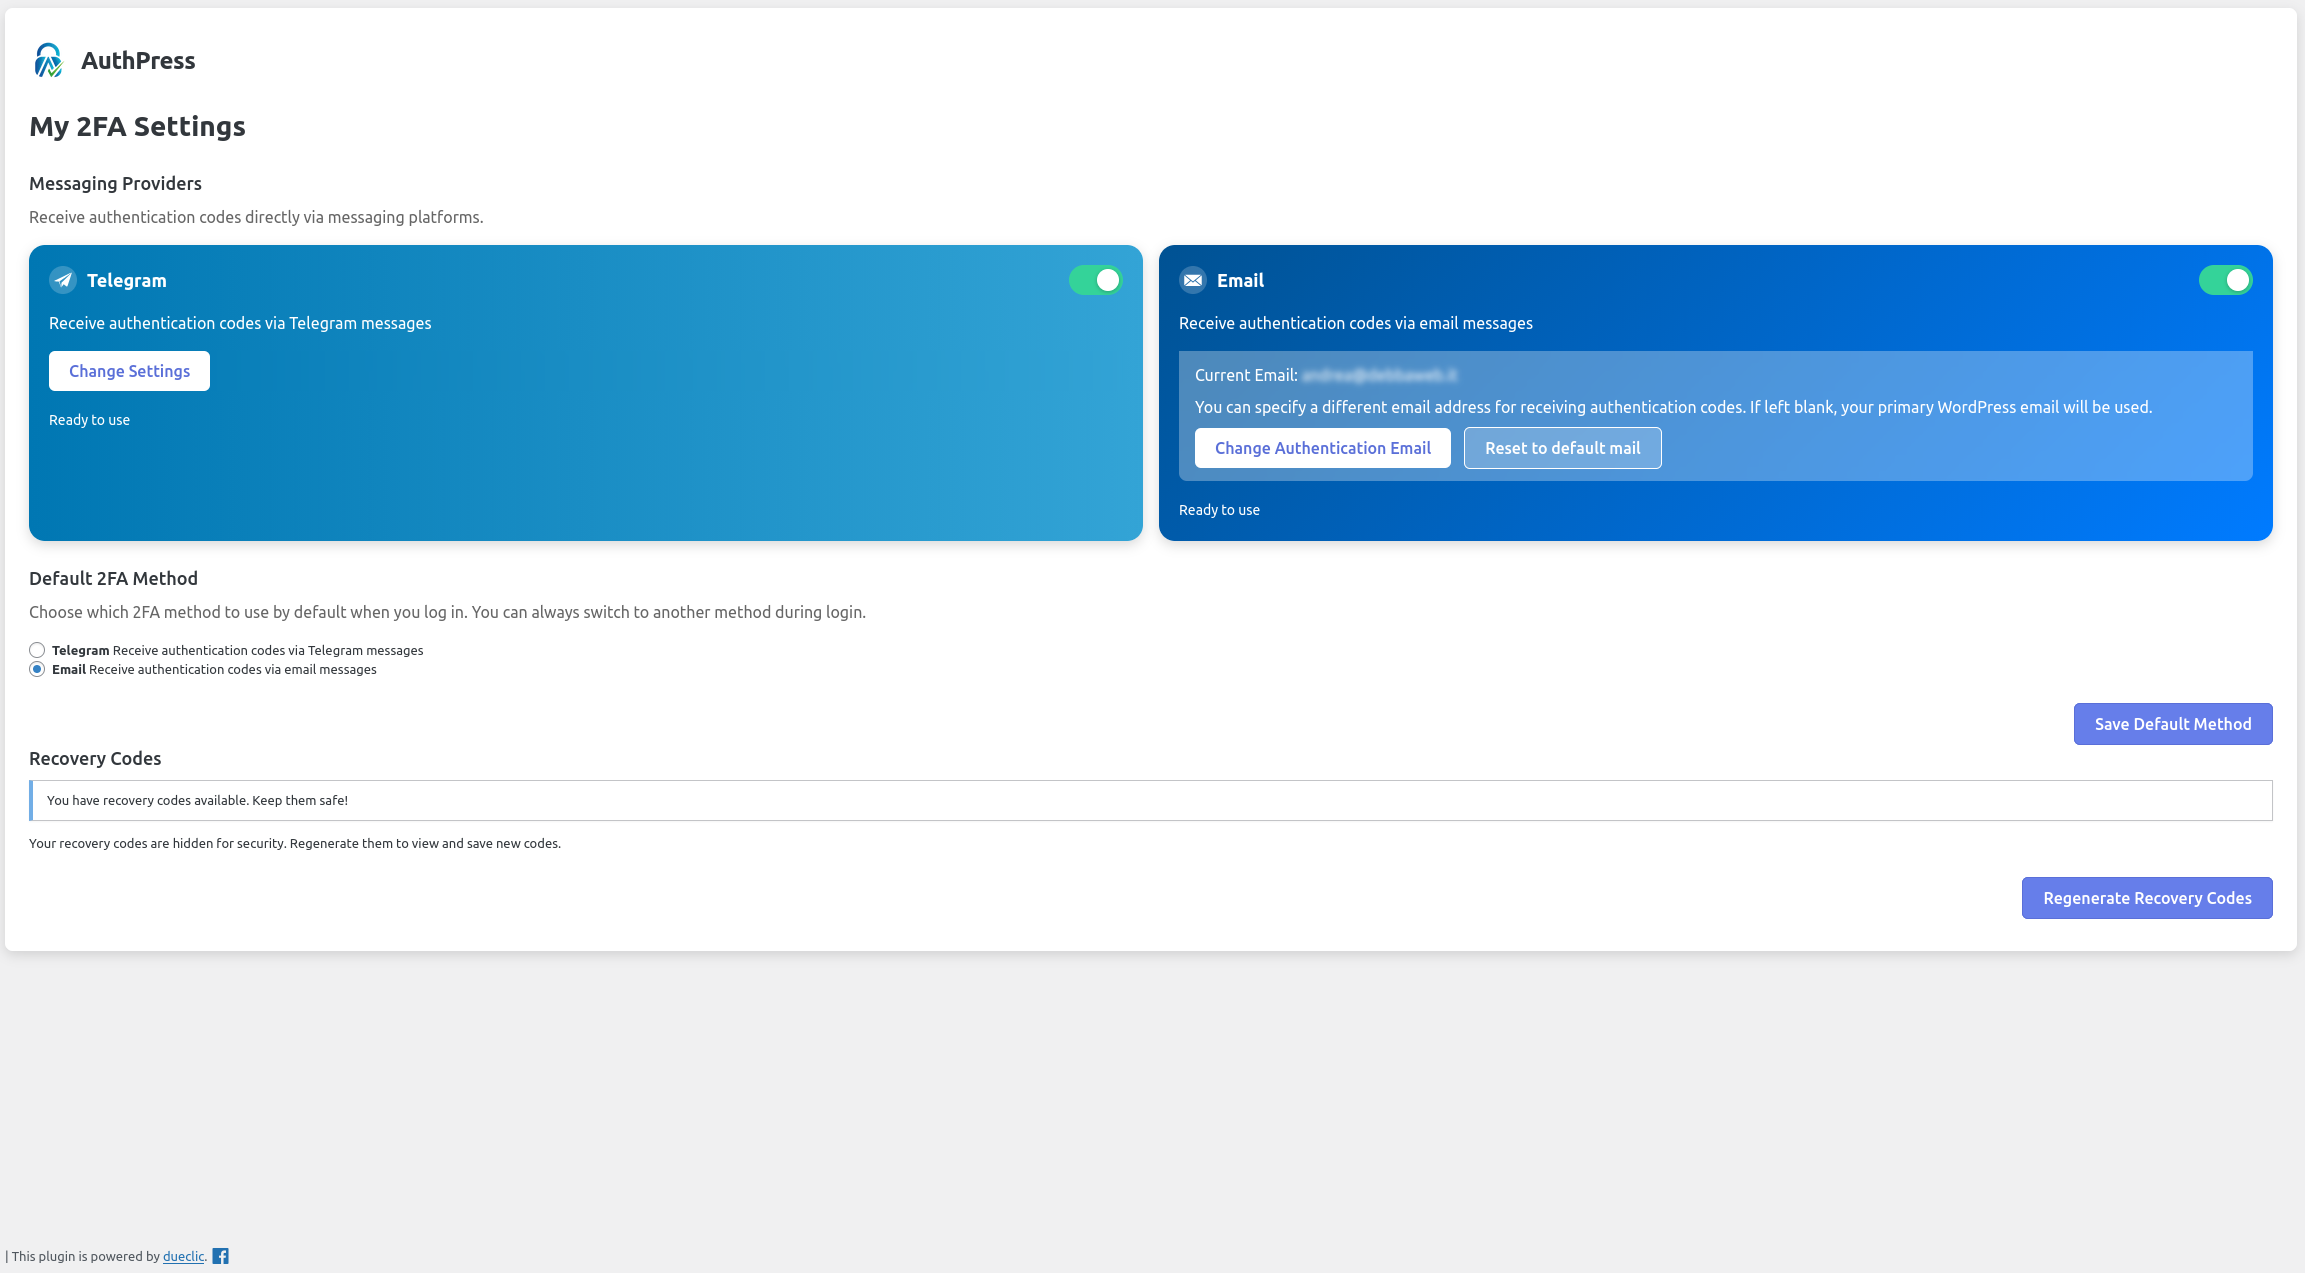 AuthPress
My 2FA Settings
Messaging Providers
Receive authentication codes directly via messaging platforms.
Telegram
Receive authentication codes via Telegram messages
Change Settings
Ready to use
Email
Receive authentication codes via email messages
Current Email:
You can specify a different email address for receiving authentication codes. If left blank, your primary WordPress email will be used.
Change Authentication Email
Reset to default mail
Ready to use
Default 2FA Method
Choose which 2FA method to use by default when you log in. You can always switch to another method during login.
Telegram Receive authentication codes via Telegram messages
Email Receive authentication codes via email messages
Save Default Method
Recovery Codes
You have recovery codes available. Keep them safe!
Your recovery codes are hidden for security. Regenerate them to view and save new codes.
Regenerate Recovery Codes
| This plugin is powered by dueclic.